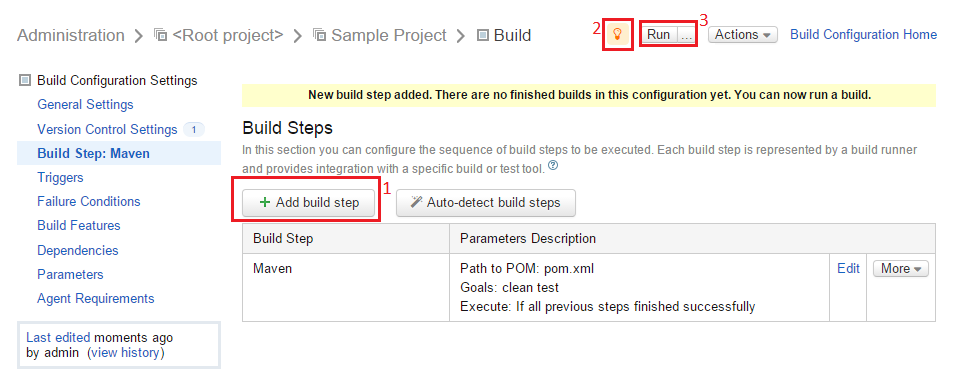 Administration > <Root project> > Sample Project > Build
2
Run ...
3
Actions
Build Configuration Home
Build Configuration Settings
General Settings
Version Control Settings 1
Build Step: Maven
Triggers
Failure Conditions
Build Features
Dependencies
Parameters
Agent Requirements
Last edited moments ago
by admin (view history)
New build step added. There are no finished builds in this configuration yet. You can now run a build.
Build Steps
In this section you can configure the sequence of build steps to be executed. Each build step is represented by a build runner
and provides integration with a specific build or test tool. ?
+ Add build step
1
Auto-detect build steps
Build Step Parameters Description
Maven Path to POM: pom.xml Edit More
Goals: clean test
Execute: If all previous steps finished successfully